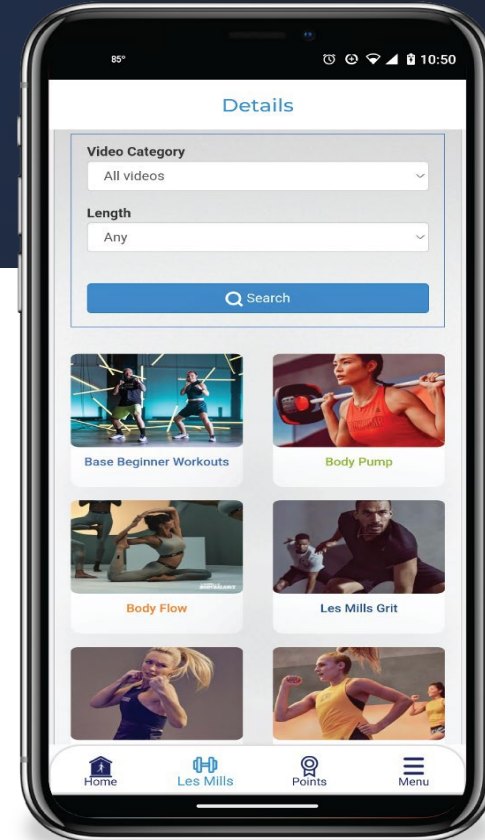 85°
10:50
Details
Video Category
All videos
Length
Any
Search
Base Beginner Workouts
Body Pump
Body Flow
Les Mills Grit
Home
Les Mills
Points
Menu